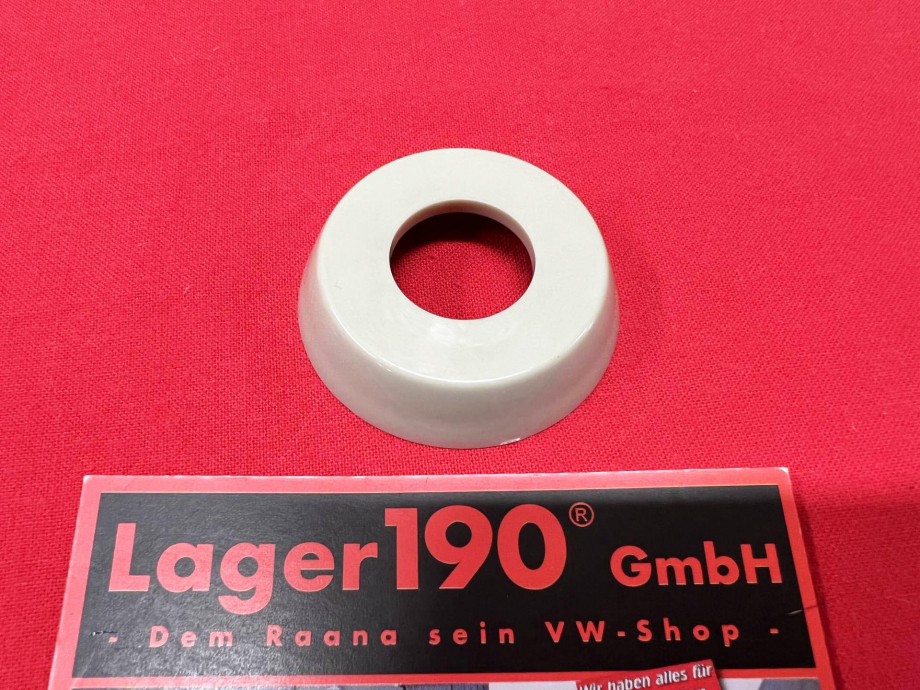 Lager190® GmbH
- Dem Raana sein VW-Shop -
Wir haben alles für